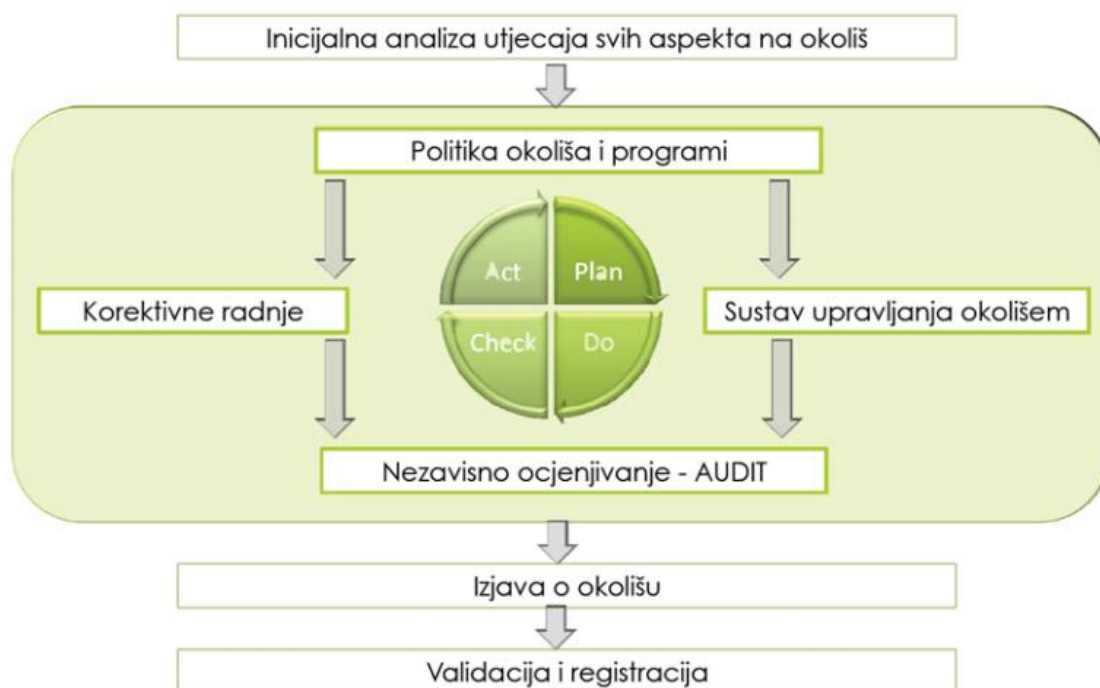 Inicijalna analiza utjecaja svih aspekta na okoliš
Politika okoliša i programi
Act
Plan
Korektivne radnje
Sustav upravljanja okolišem
Check
Do
Nezavisno ocjenjivanje - AUDIT
Izjava o okolišu
Validacija i registracija